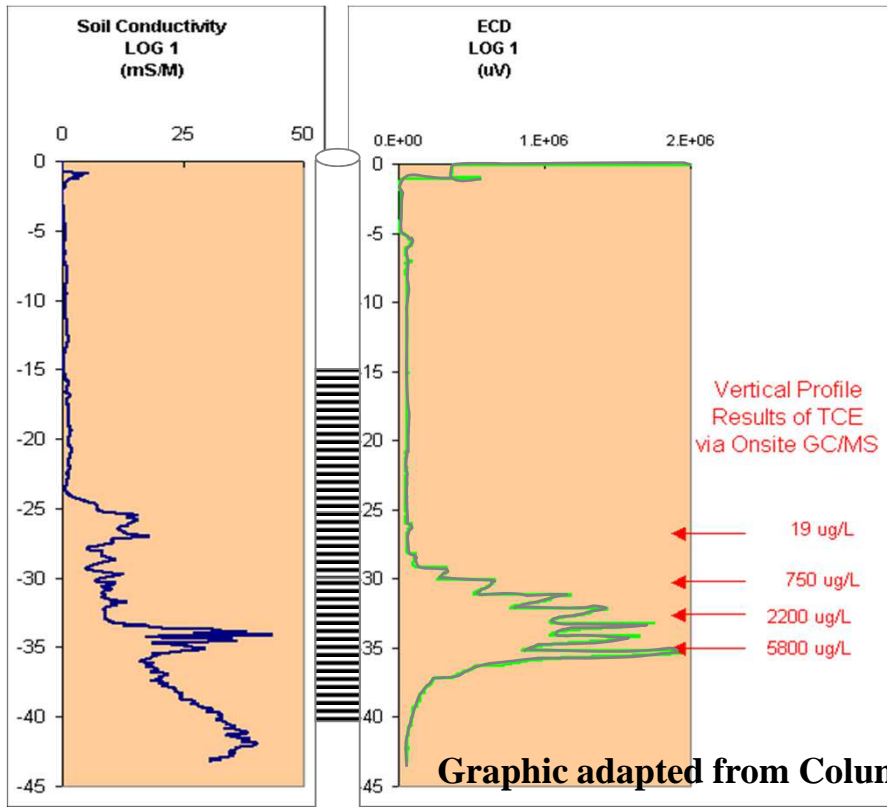 Soil Conductivity
LOG 1
(mS/M)
0 25 50
0
-5
-10
-15
-20
-25
-30
-35
-40
-45
ECD
LOG 1
(uV)
0.E+00 1.E+06 2.E+06
0
-5
-10
-15
-20
-25
-30
-35
-40
-45
Vertical Profile
Results of TCE
via Onsite GC/MS
19 ug/L
750 ug/L
2200 ug/L
5800 ug/L
Graphic adapted from